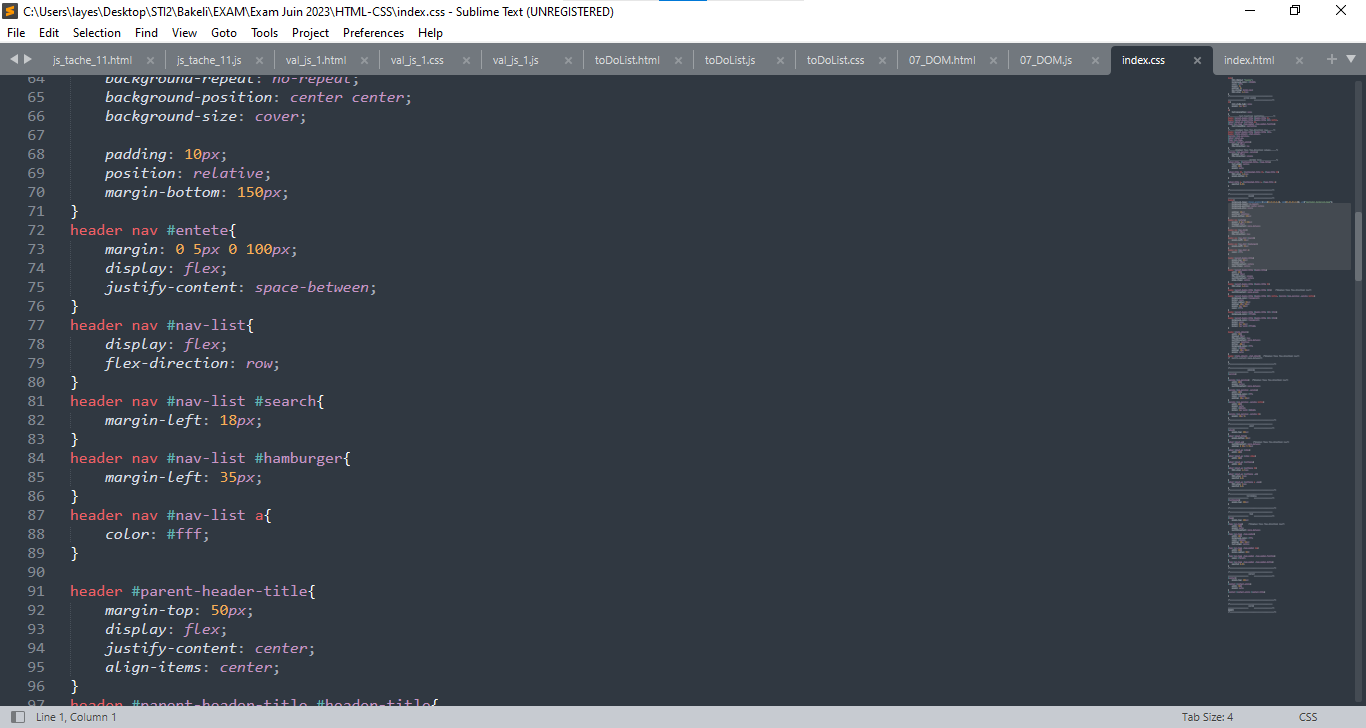 C:\Users\layes\Desktop\STI2\Bakeli\EXAM\Exam Juin 2023\HTML-CSS\index.css - Sublime Text (UNREGISTERED)
File Edit Selection Find View Goto Tools Project Preferences Help
js_tache_11.html js_tache_11.js val_js_1.html val_js_1.css val_js_1.js toDoList.html toDoList.js toDoList.css 07_DOM.html 07_DOM.js index.css index.html
64 background-repeat: no-repeat;
65 background-position: center center;
66 background-size: cover;
67
68 padding: 10px;
69 position: relative;
70 margin-bottom: 150px;
71 }
72 header nav #entete{
73 margin: 0 5px 0 100px;
74 display: flex;
75 justify-content: space-between;
76 }
77 header nav #nav-list{
78 display: flex;
79 flex-direction: row;
80 }
81 header nav #nav-list #search{
82 margin-left: 18px;
83 }
84 header nav #nav-list #hamburger{
85 margin-left: 35px;
86 }
87 header nav #nav-list a{
88 color: #fff;
89 }
90
91 header #parent-header-title{
92 margin-top: 50px;
93 display: flex;
94 justify-content: center;
95 align-items: center;
96 }
97 header #parent-header-title #header-title{
Line 1, Column 1 Tab Size: 4 CSS